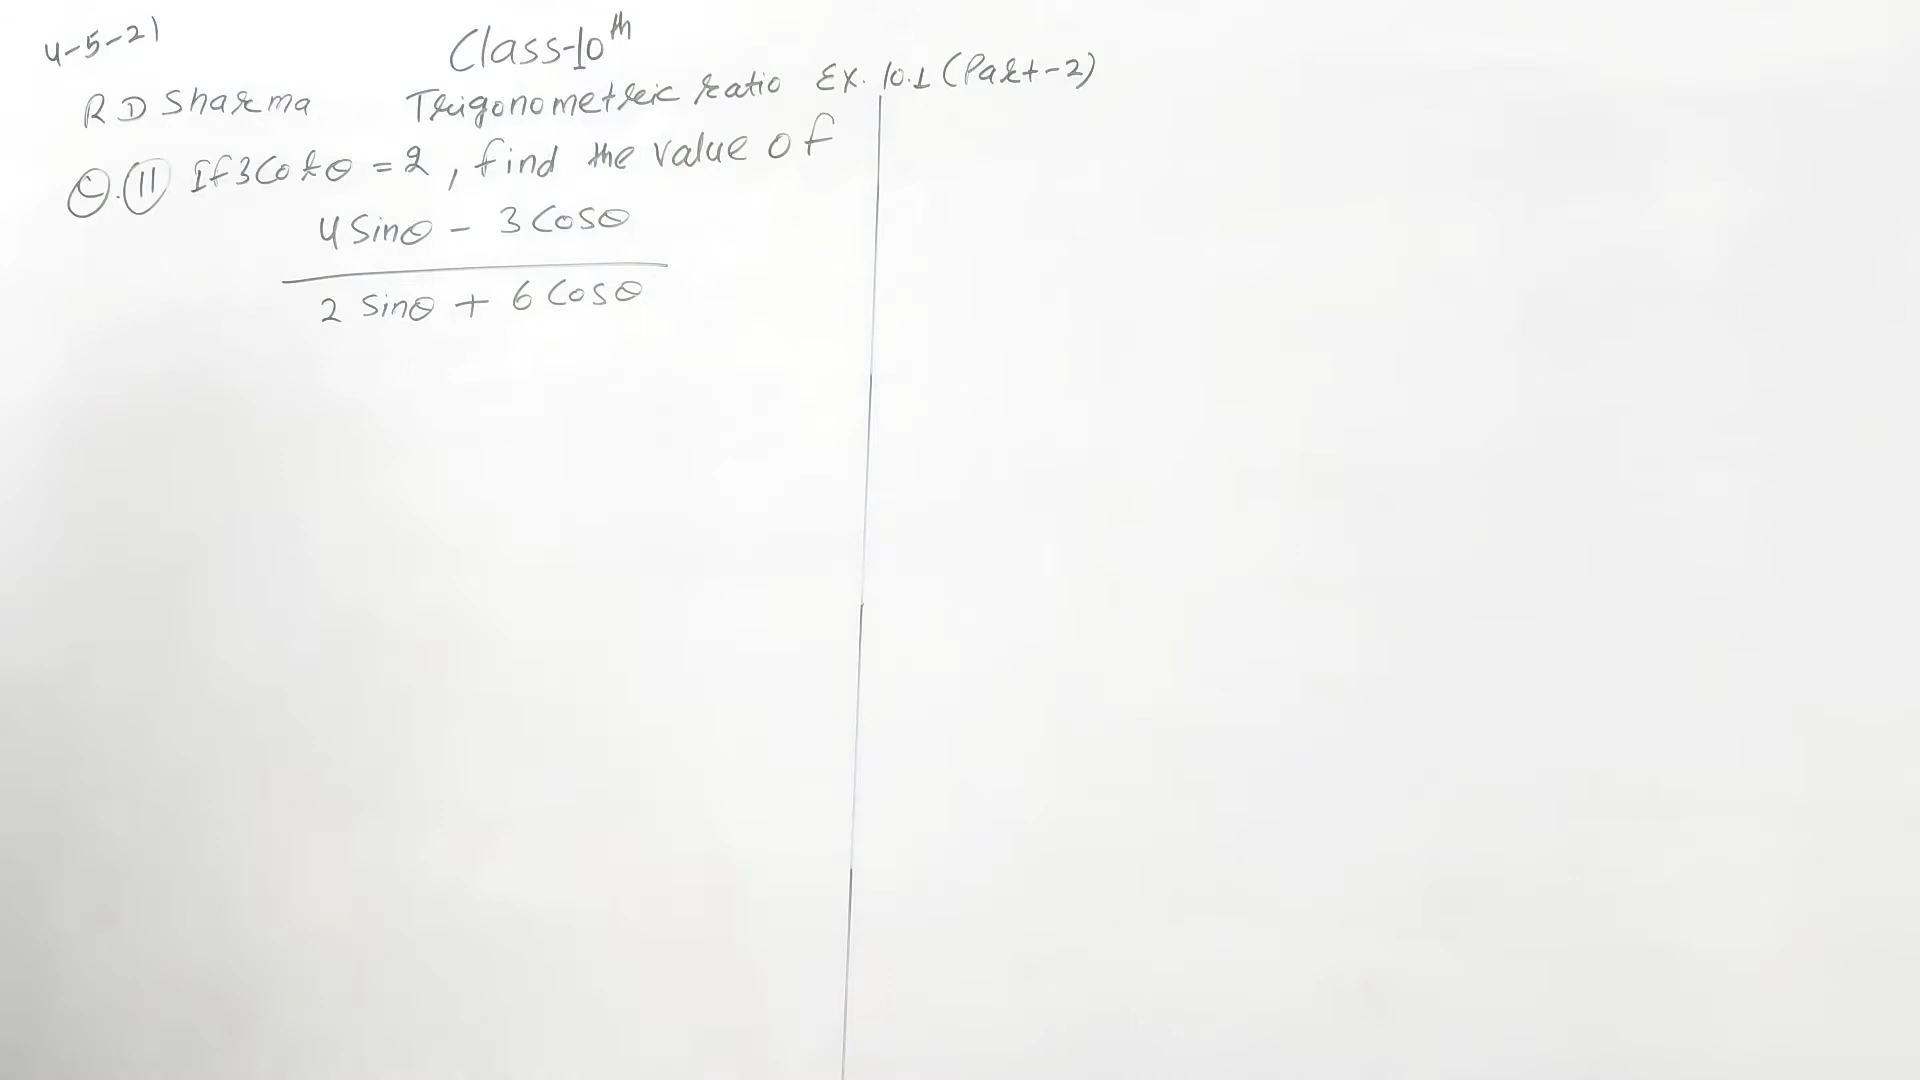 4-5-21
Class-10th
RD Sharma Trigonometric ratio Ex. 10.1 (Part-2)
Q.11 If 3Cotθ = 2, find the value of
4 Sinθ - 3 Cosθ
2 Sinθ + 6 Cosθ